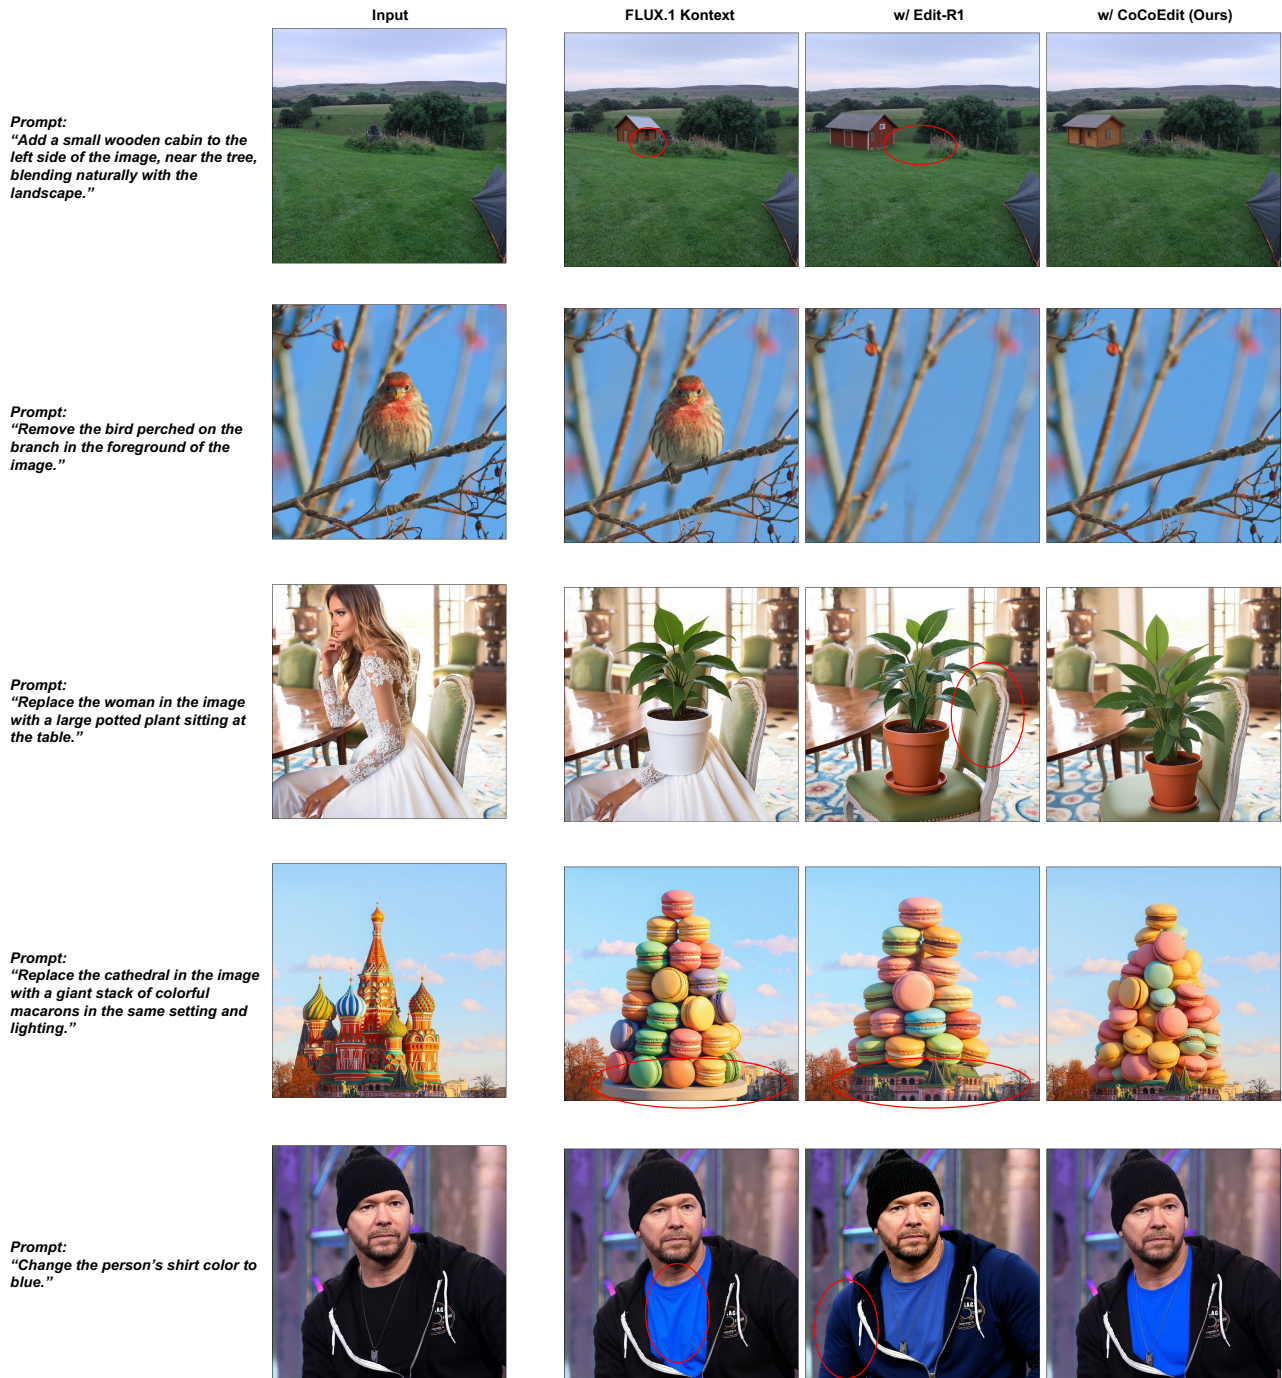 Input
FLUX.1 Kontext
w/ Edit-R1
w/ CoCoEdit (Ours)
Prompt:
“Add a small wooden cabin to the
left side of the image, near the tree,
blending naturally with the
landscape.”
Prompt:
“Remove the bird perched on the
branch in the foreground of the
image.”
Prompt:
“Replace the woman in the image
with a large potted plant sitting at
the table.”
Prompt:
“Replace the cathedral in the image
with a giant stack of colorful
macarons in the same setting and
lighting.”
Prompt:
“Change the person’s shirt color to
blue.”